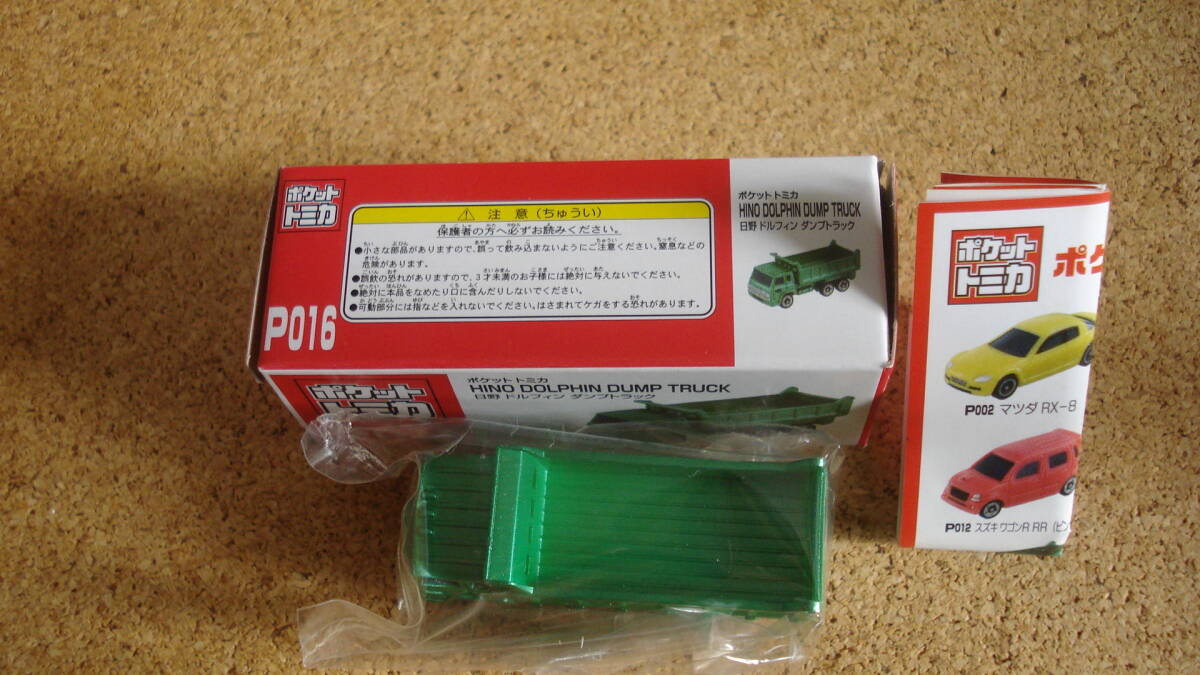 ポケット
トミカ
P016
⚠ 注 意 (ちゅうい)
保護者の方へ必ずお読みください。
●小さな部品がありますので、誤って飲み込まないようにご注意ください。窒息などの
危険があります。
●誤飲の恐れがありますので、3才未満のお子様には絶対に与えないでください。
●絶対に本品をなめたり口に含んだりしないでください。
●可動部分には指などを入れないでください。はさまれてケガをする恐れがあります。
ポケットトミカ
HINO DOLPHIN DUMP TRUCK
日野 ドルフィン ダンプトラック
ポケット
トミカ
ポケットトミカ
HINO DOLPHIN DUMP TRUCK
日野 ドルフィン ダンプトラック
ポケット
トミカ
ポケ
P002 マツダ RX-8
P012 スズキ ワゴンR RR (ピン